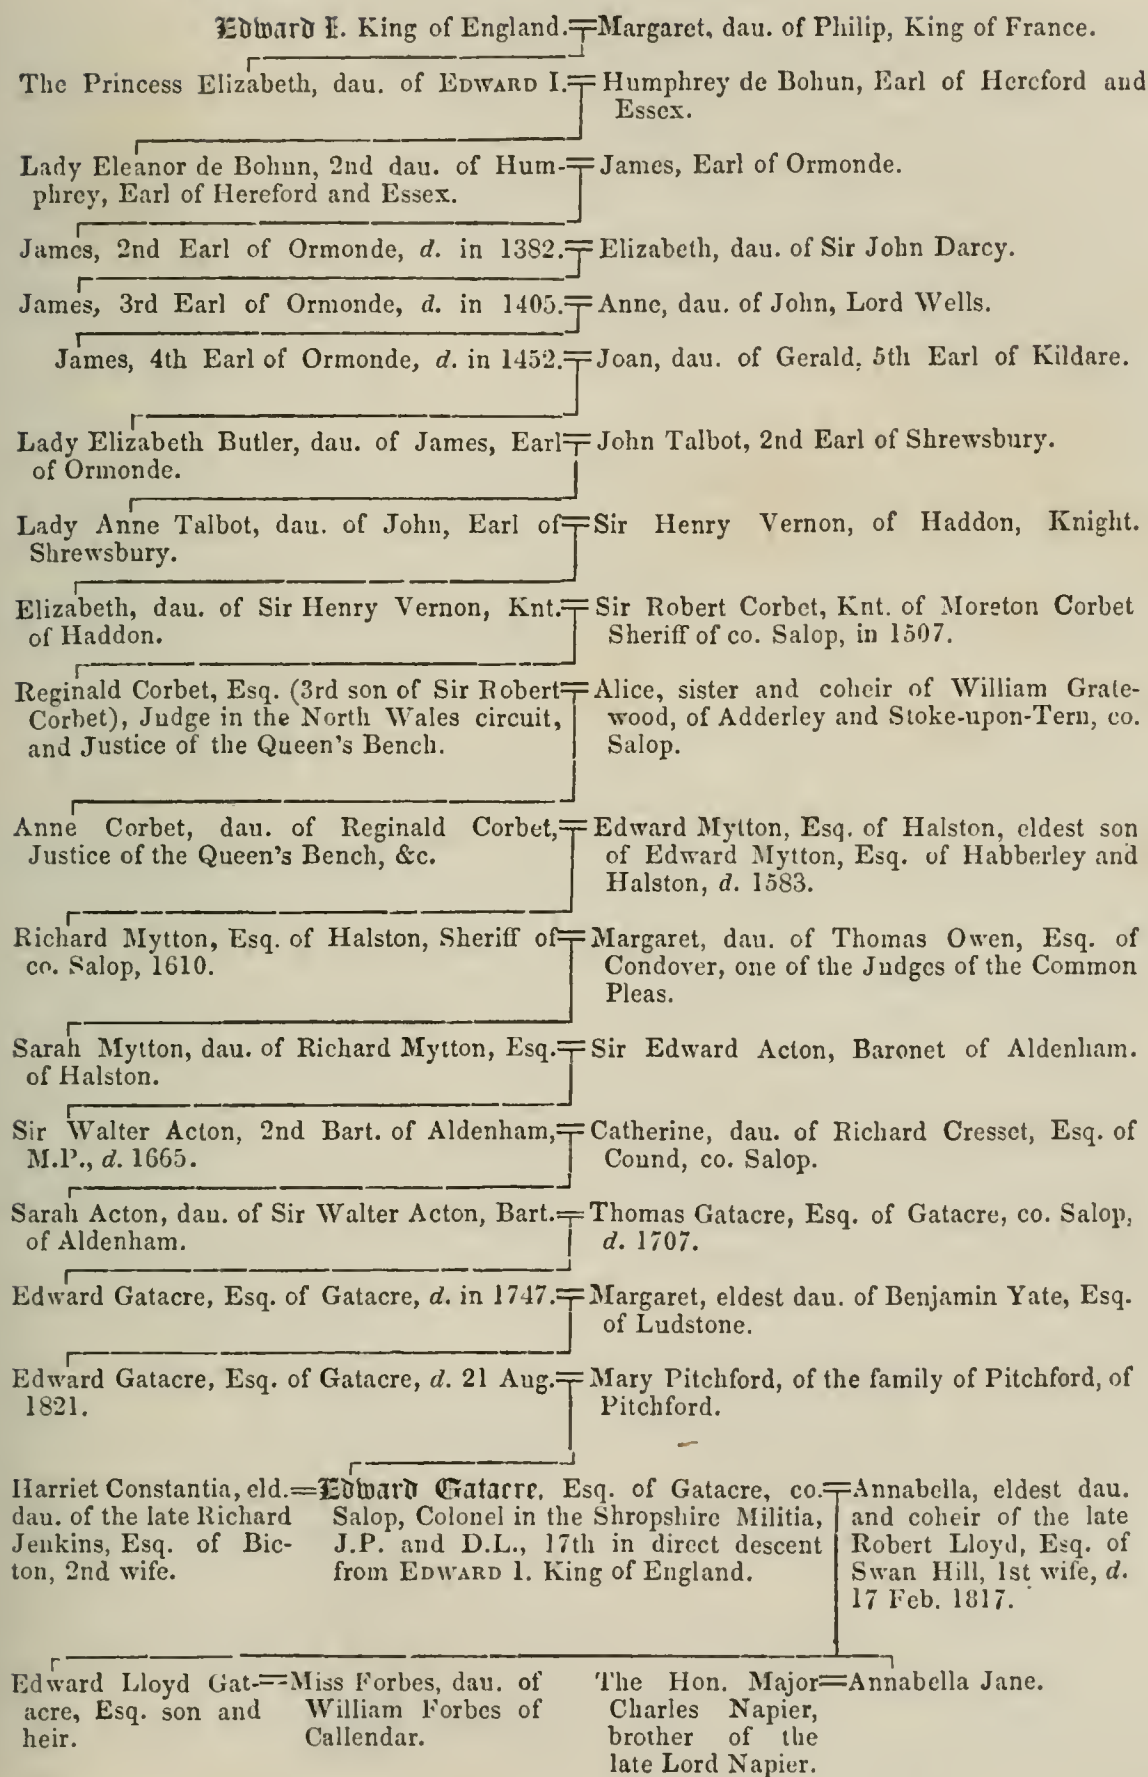 Edward I. King of England. Margaret, dau. of Philip, King of France.
The Princess Elizabeth, dau. of EDWARD I. Humphrey de Bohun, Earl of Hereford and
Essex.
Lady Eleanor de Bohun, 2nd dau. of Hum-
phrey, Earl of Hereford and Essex.
James, Earl of Ormonde.
James, 2nd Earl of Ormonde, d. in 1382. Elizabeth, dau. of Sir John Darcy.
James, 3rd Earl of Ormonde, d. in 1405. Anne, dau. of John, Lord Wells.
James, 4th Earl of Ormonde, d. in 1452. Joan, dau. of Gerald, 5th Earl of Kildare.
Lady Elizabeth Butler, dau. of James, Earl
of Ormonde.
John Talbot, 2nd Earl of Shrewsbury.
Lady Anne Talbot, dau. of John, Earl of
Shrewsbury.
Sir Henry Vernon, of Haddon, Knight.
Elizabeth, dau. of Sir Henry Vernon, Knt.
of Haddon.
Sir Robert Corbet, Knt. of Moreton Corbet
Sheriff of co. Salop, in 1507.
Reginald Corbet, Esq. (3rd son of Sir Robert
Corbet), Judge in the North Wales circuit,
and Justice of the Queen's Bench.
Alice, sister and coheir of William Grate-
wood, of Adderley and Stoke-upon-Tern, co.
Salop.
Anne Corbet, dau. of Reginald Corbet,
Justice of the Queen's Bench, &c.
Edward Mytton, Esq. of Halston, eldest son
of Edward Mytton, Esq. of Habberley and
Halston, d. 1583.
Richard Mytton, Esq. of Halston, Sheriff of
co. Salop, 1610.
Margaret, dau. of Thomas Owen, Esq. of
Condover, one of the Judges of the Common
Pleas.
Sarah Mytton, dau. of Richard Mytton, Esq.
of Halston.
Sir Edward Acton, Baronet of Aldenham.
Sir Walter Acton, 2nd Bart. of Aldenham,
M.P., d. 1665.
Catherine, dau. of Richard Cresset, Esq. of
Cound, co. Salop.
Sarah Acton, dau. of Sir Walter Acton, Bart.
of Aldenham.
Thomas Gatacre, Esq. of Gatacre, co. Salop,
d. 1707.
Edward Gatacre, Esq. of Gatacre, d. in 1747.
Margaret, eldest dau. of Benjamin Yate, Esq.
of Ludstone.
Edward Gatacre, Esq. of Gatacre, d. 21 Aug.
1821.
Mary Pitchford, of the family of Pitchford, of
Pitchford.
Harriet Constantia, eld.
dau. of the late Richard
Jenkins, Esq. of Bic-
ton, 2nd wife.
Edward Gatacre, Esq. of Gatacre, co.
Salop, Colonel in the Shropshire Militia,
J.P. and D.L., 17th in direct descent
from EDWARD I. King of England.
Annabella, eldest dau.
and coheir of the late
Robert Lloyd, Esq. of
Swan Hill, 1st wife, d.
17 Feb. 1817.
Edward Lloyd Gat-
acre, Esq. son and
heir.
Miss Forbes, dau. of
William Forbes of
Callendar.
The Hon. Major
Charles Napier,
brother of the
late Lord Napier.
Annabella Jane.